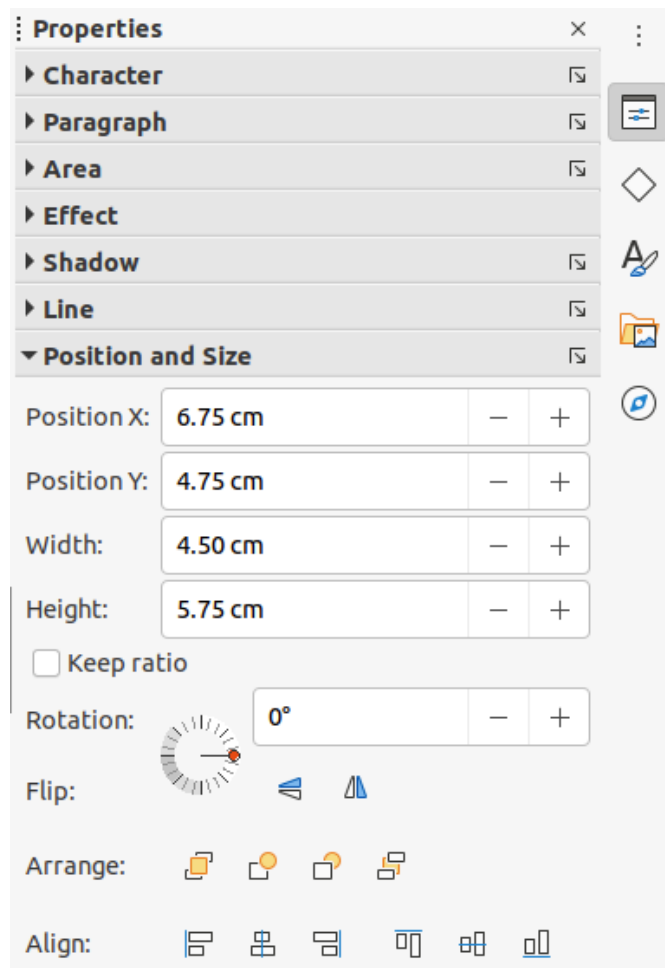 Properties
Character
Paragraph
Area
Effect
Shadow
Line
Position and Size
Position X: 6.75 cm
Position Y: 4.75 cm
Width: 4.50 cm
Height: 5.75 cm
Keep ratio
Rotation: 0°
Flip:
Arrange:
Align: